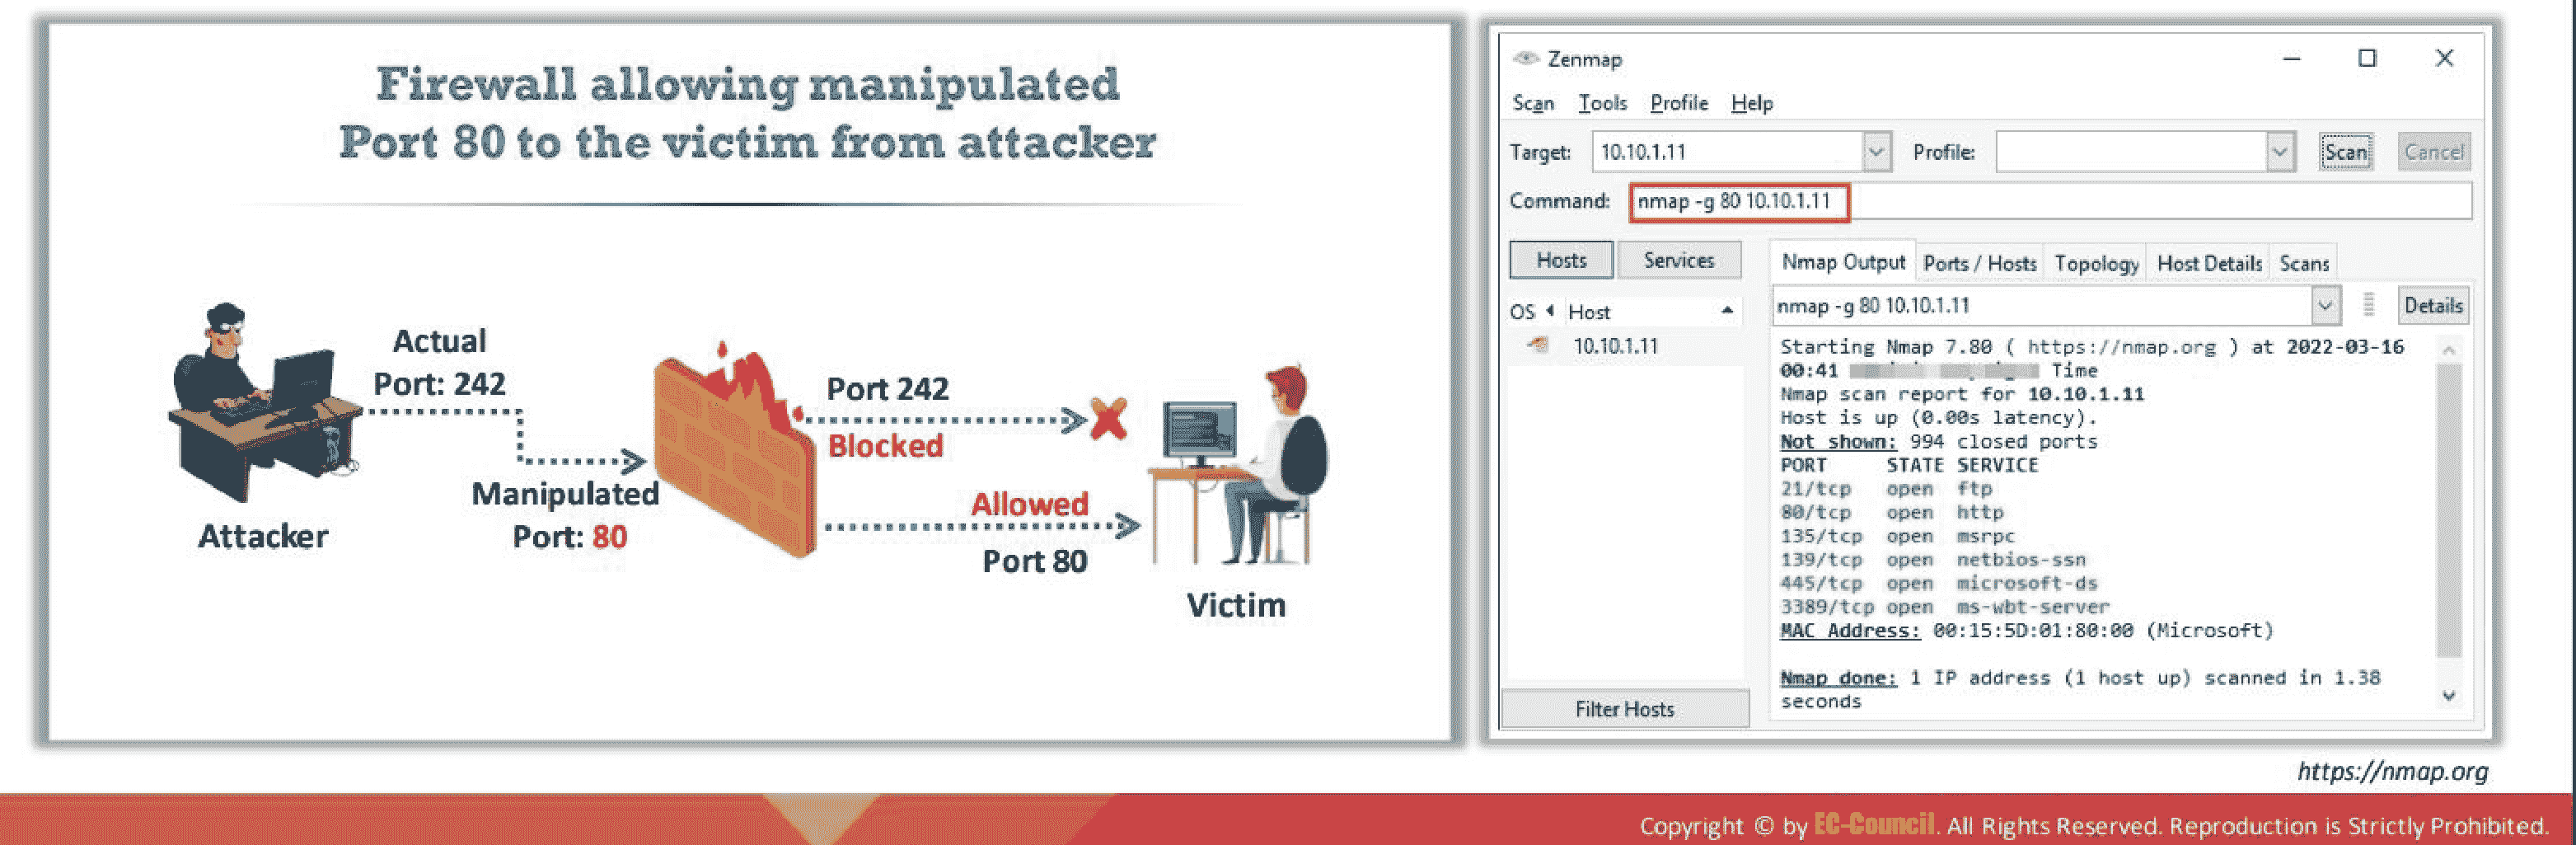 Firewall allowing manipulated
Port 80 to the victim from attacker
Actual
Port: 242
Manipulated
Port: 80
Attacker
Port 242
Blocked
Allowed
Port 80
Victim
Zenmap
Scan Tools Profile Help
Target: 10.10.1.11 Profile: Scan Cancel
Command: nmap -g 80 10.10.1.11
Hosts Services
OS Host
10.10.1.11
Filter Hosts
Nmap Output Ports / Hosts Topology Host Details Scans
nmap -g 80 10.10.1.11 Details
Starting Nmap 7.80 ( https://nmap.org ) at 2022-03-16
00:41 Time
Nmap scan report for 10.10.1.11
Host is up (0.00s latency).
Not shown: 994 closed ports
PORT STATE SERVICE
21/tcp open ftp
80/tcp open http
135/tcp open msrpc
139/tcp open netbios-ssn
445/tcp open microsoft-ds
3389/tcp open ms-wbt-server
MAC Address: 00:15:5D:01:80:00 (Microsoft)
Nmap done: 1 IP address (1 host up) scanned in 1.38
seconds
https://nmap.org
Copyright © by EC-Council. All Rights Reserved. Reproduction is Strictly Prohibited.